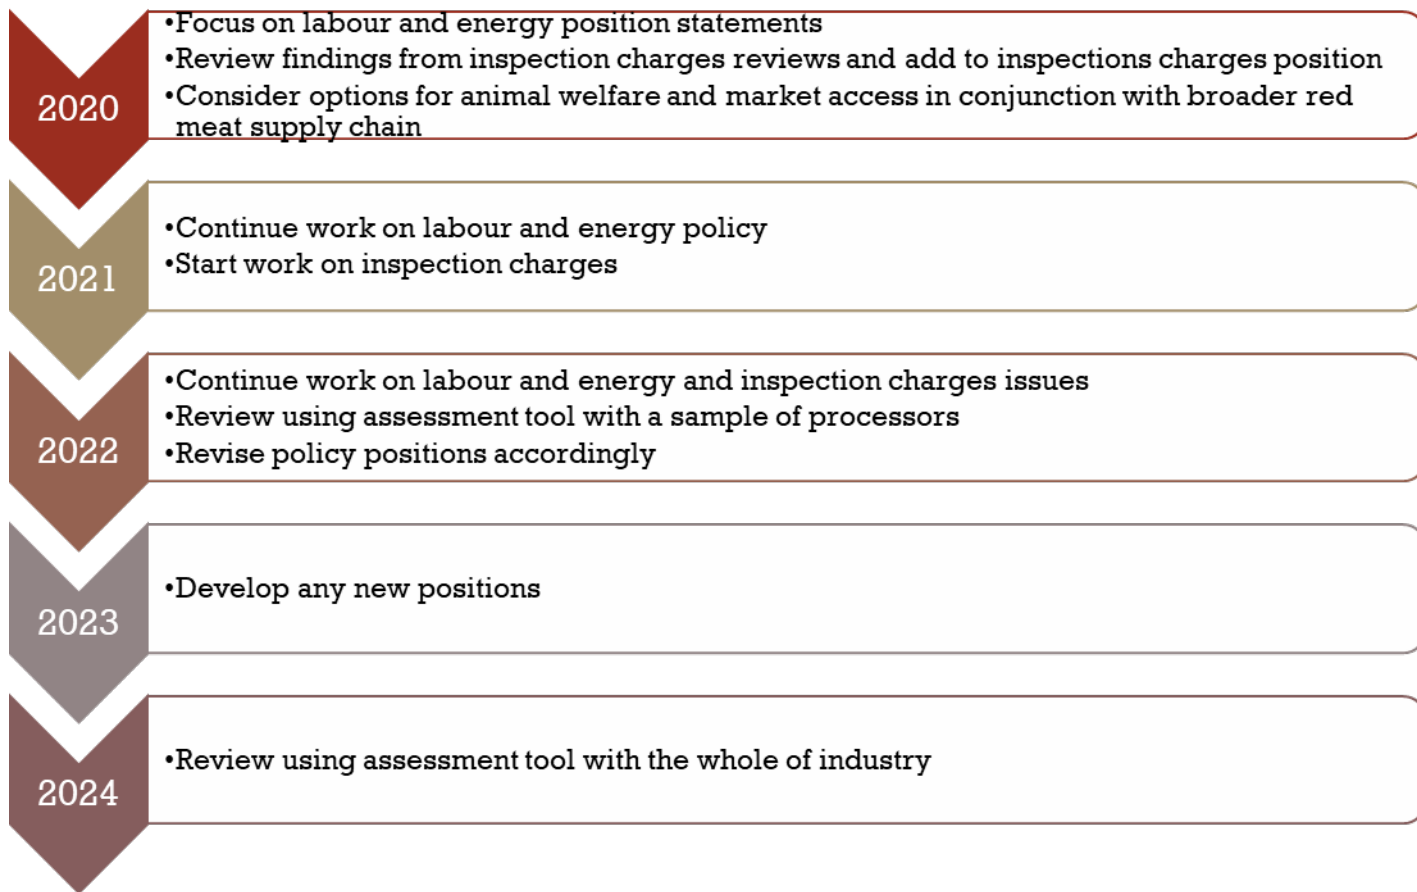 2020
•Focus on labour and energy position statements
•Review findings from inspection charges reviews and add to inspections charges position
•Consider options for animal welfare and market access in conjunction with broader red
meat supply chain
2021
•Continue work on labour and energy policy
•Start work on inspection charges
2022
•Continue work on labour and energy and inspection charges issues
•Review using assessment tool with a sample of processors
•Revise policy positions accordingly
2023
•Develop any new positions
2024
•Review using assessment tool with the whole of industry